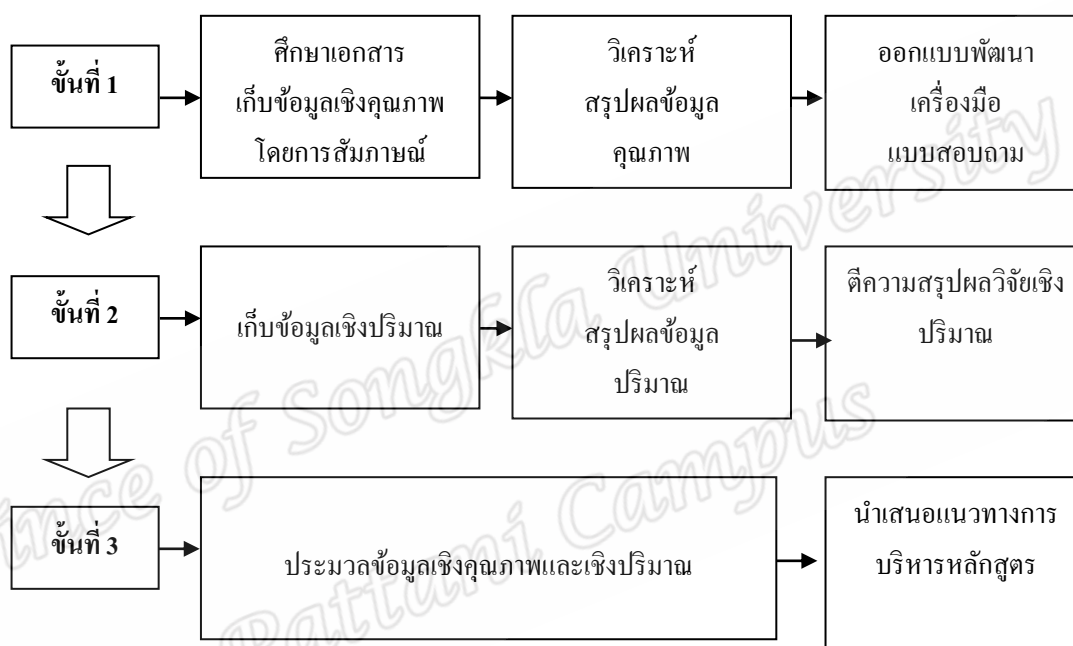 ขั้นที่ 1
ศึกษาเอกสาร
เก็บข้อมูลเชิงคุณภาพ
โดยการสัมภาษณ์
วิเคราะห์
สรุปผลข้อมูล
คุณภาพ
ออกแบบพัฒนา
เครื่องมือ
แบบสอบถาม
ขั้นที่ 2
เก็บข้อมูลเชิงปริมาณ
วิเคราะห์
สรุปผลข้อมูล
ปริมาณ
ตีความสรุปผลวิจัยเชิง
ปริมาณ
ขั้นที่ 3
ประมวลข้อมูลเชิงคุณภาพและเชิงปริมาณ
นำเสนอแนวทางการ
บริหารหลักสูตร
ince of Songkla University
Pattani Campus